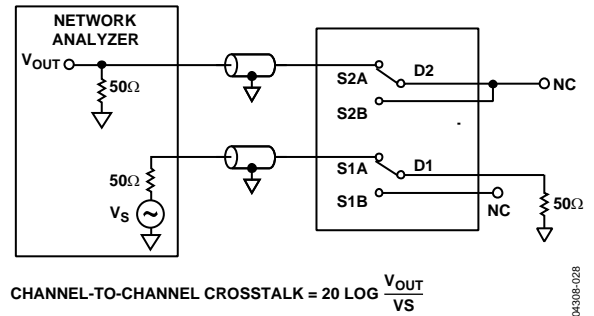 NETWORK
ANALYZER
VOUT
50Ω
S2A
D2
NC
S2B
50Ω
VS
S1A
D1
S1B
NC
50Ω
CHANNEL-TO-CHANNEL CROSSTALK = 20 LOG VOUT
VS
04308-028